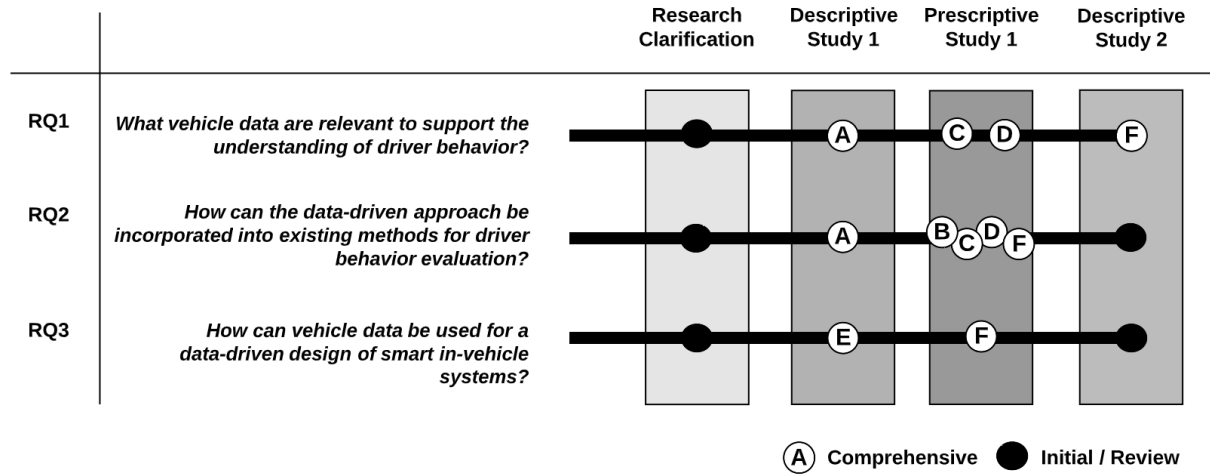 Research Clarification
Descriptive Study 1
Prescriptive Study 1
Descriptive Study 2
RQ1
What vehicle data are relevant to support the
understanding of driver behavior?
A
C
D
F
RQ2
How can the data-driven approach be
incorporated into existing methods for driver
behavior evaluation?
A
B
C
D
F
RQ3
How can vehicle data be used for a
data-driven design of smart in-vehicle
systems?
E
F
A Comprehensive
Initial / Review